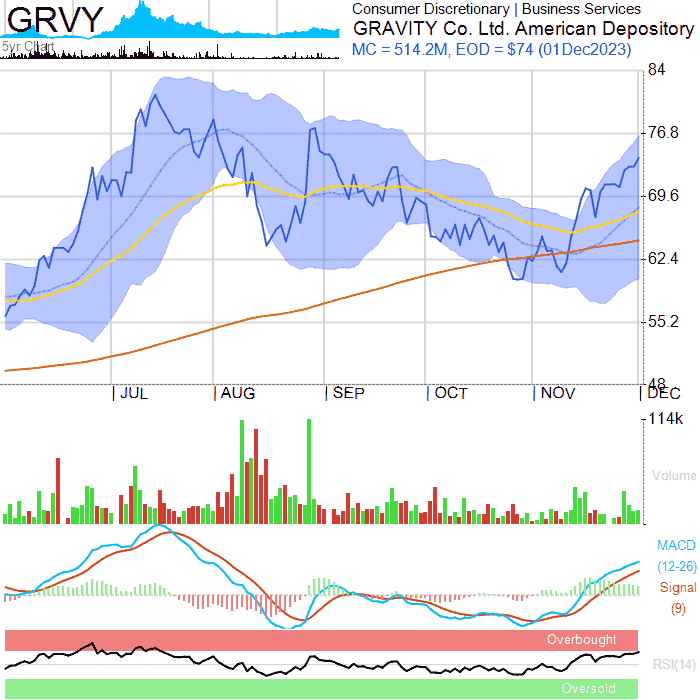 GRVY
5yr Chart
Consumer Discretionary | Business Services
GRAVITY Co. Ltd. American Depository
MC = 514.2M, EOD = $74 (01Dec2023)
84
76.8
69.6
62.4
55.2
48
JUL
AUG
SEP
OCT
NOV
DEC
114k
Volume
MACD
(12-26)
Signal
(9)
Overbought
RSI(14)
Oversold